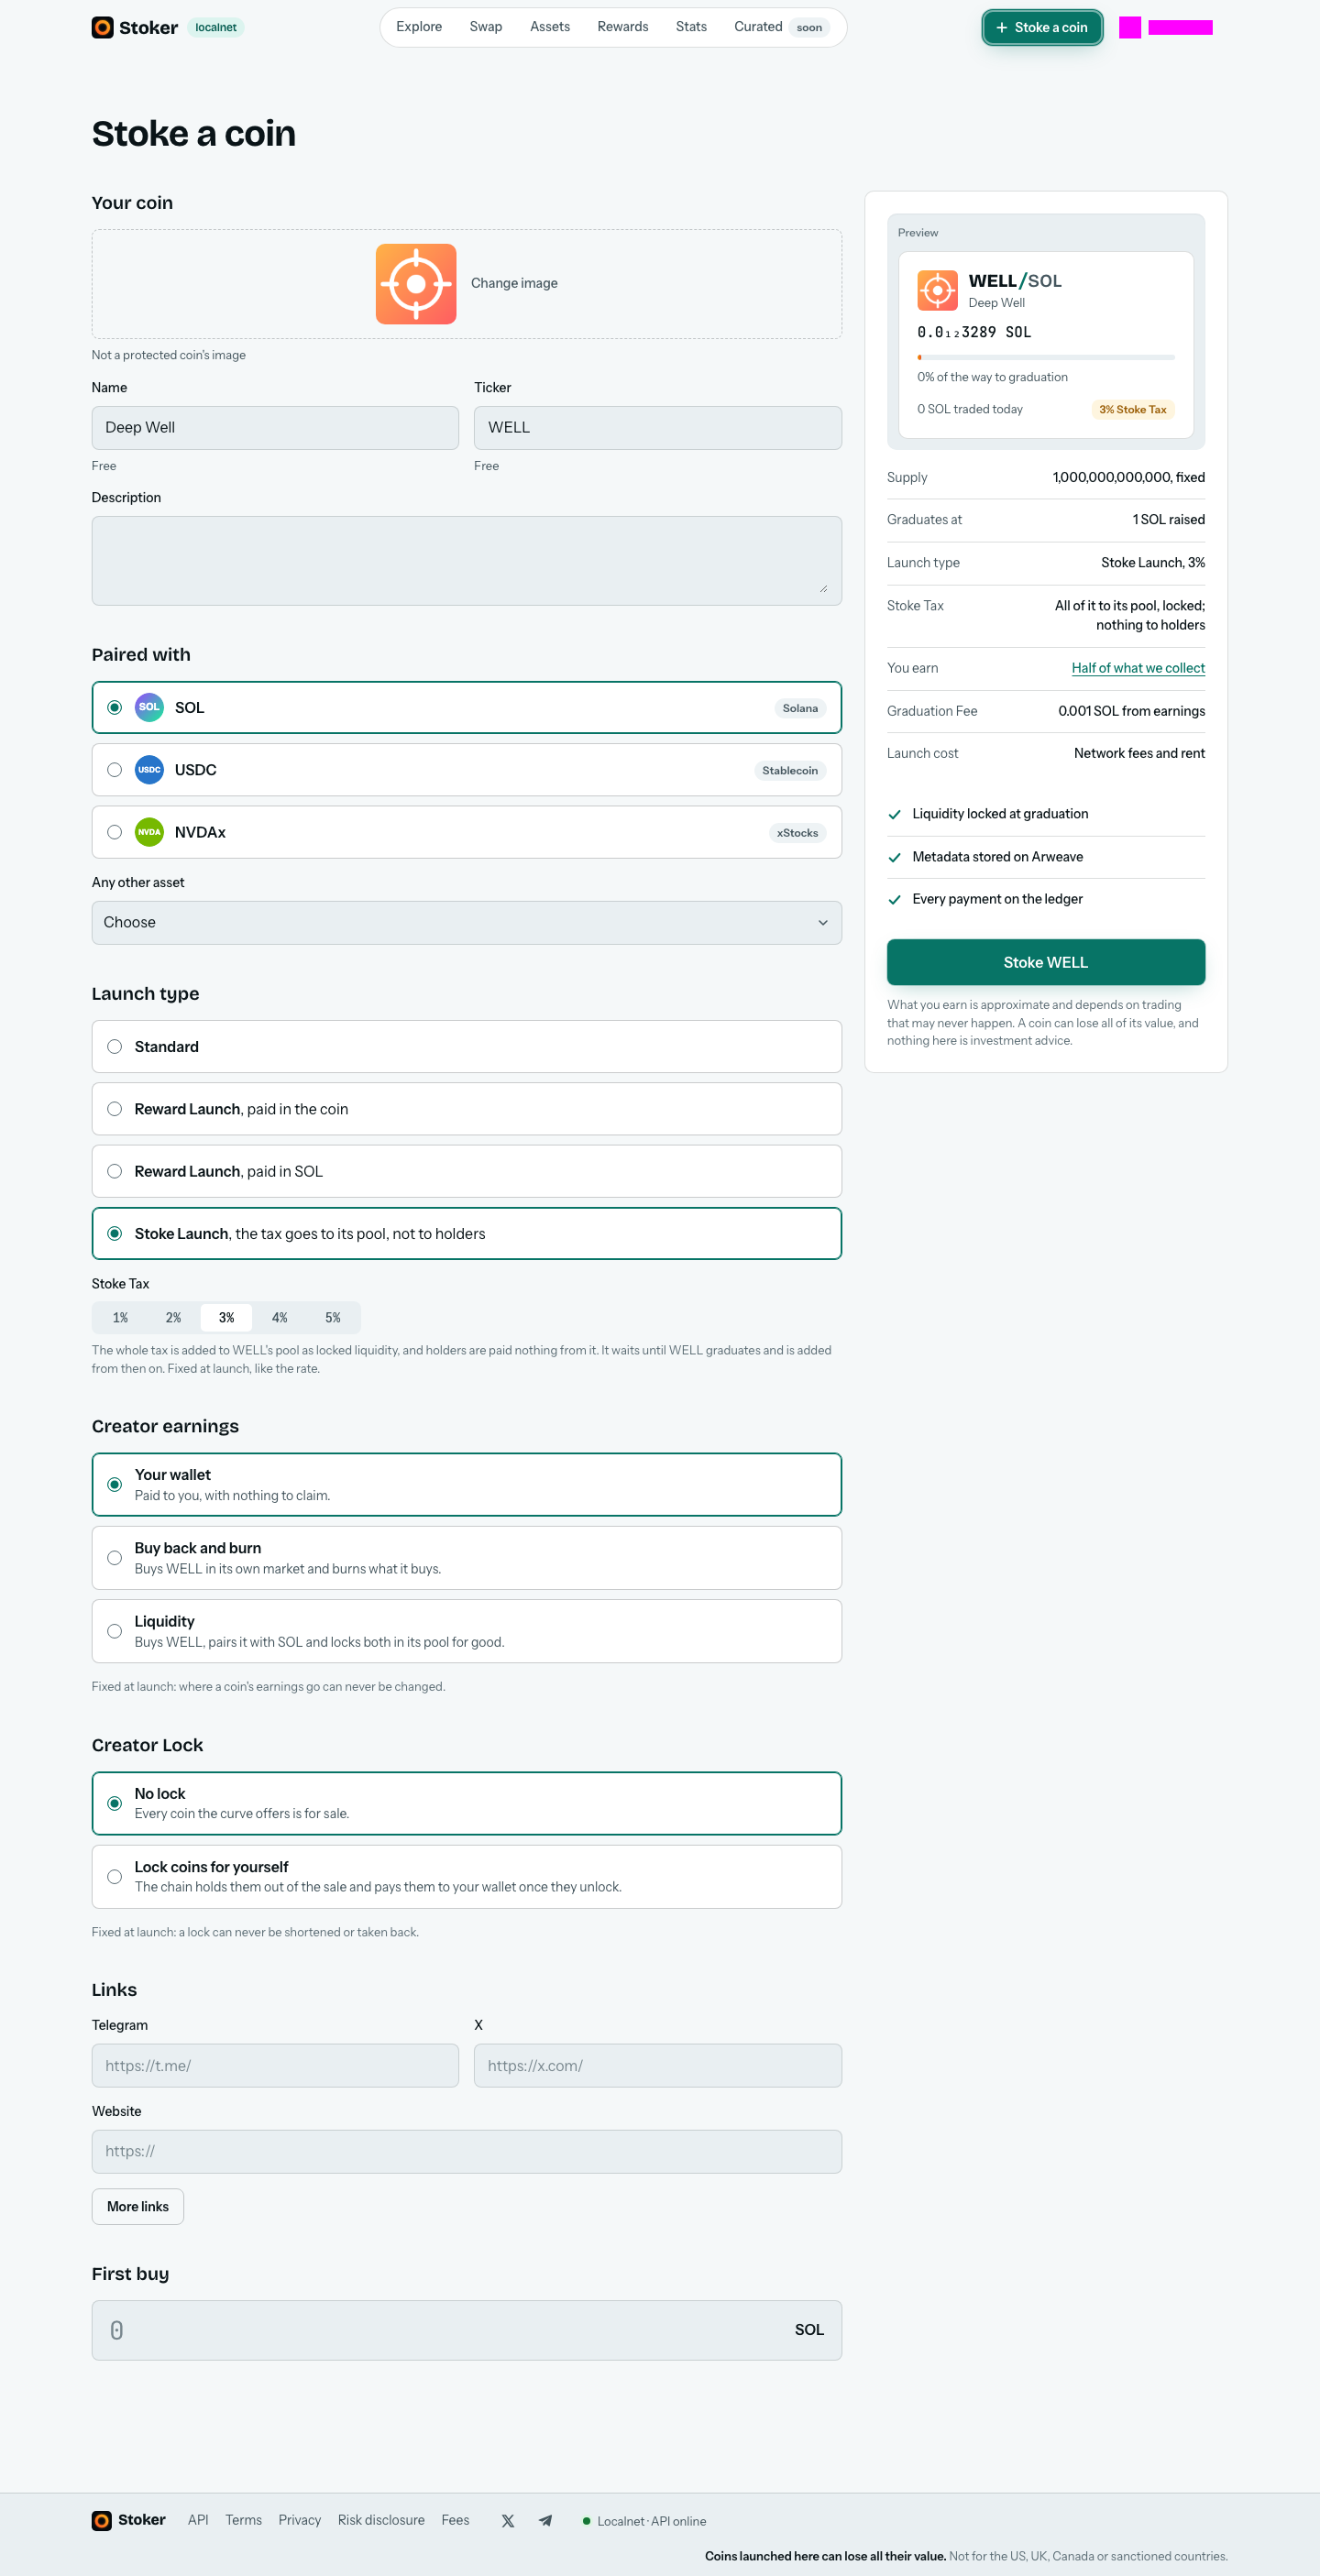 Stoker
localnet
Explore
Swap
Assets
Rewards
Stats
Curated
soon
+ Stoke a coin
Stoke a coin
Your coin
Change image
Not a protected coin's image
Name
Ticker
Deep Well
WELL
Free
Free
Description
Paired with
SOL
SOL
Solana
USDC
USDC
Stablecoin
NVDA
NVDAx
xStocks
Any other asset
Choose
Launch type
Standard
Reward Launch, paid in the coin
Reward Launch, paid in SOL
Stoke Launch, the tax goes to its pool, not to holders
Stoke Tax
1%
2%
3%
4%
5%
The whole tax is added to WELL's pool as locked liquidity, and holders are paid nothing from it. It waits until WELL graduates and is added
from then on. Fixed at launch, like the rate.
Creator earnings
Your wallet
Paid to you, with nothing to claim.
Buy back and burn
Buys WELL in its own market and burns what it buys.
Liquidity
Buys WELL, pairs it with SOL and locks both in its pool for good.
Fixed at launch: where a coin's earnings go can never be changed.
Creator Lock
No lock
Every coin the curve offers is for sale.
Lock coins for yourself
The chain holds them out of the sale and pays them to your wallet once they unlock.
Fixed at launch: a lock can never be shortened or taken back.
Links
Telegram
X
https://t.me/
https://x.com/
Website
https://
More links
First buy
0
SOL
Preview
WELL/SOL
Deep Well
0.0₁₂3289 SOL
0% of the way to graduation
0 SOL traded today
3% Stoke Tax
Supply
1,000,000,000,000, fixed
Graduates at
1 SOL raised
Launch type
Stoke Launch, 3%
Stoke Tax
All of it to its pool, locked;
nothing to holders
You earn
Half of what we collect
Graduation Fee
0.001 SOL from earnings
Launch cost
Network fees and rent
Liquidity locked at graduation
Metadata stored on Arweave
Every payment on the ledger
Stoke WELL
What you earn is approximate and depends on trading
that may never happen. A coin can lose all of its value, and
nothing here is investment advice.
Stoker
API
Terms
Privacy
Risk disclosure
Fees
Localnet · API online
Coins launched here can lose all their value. Not for the US, UK, Canada or sanctioned countries.